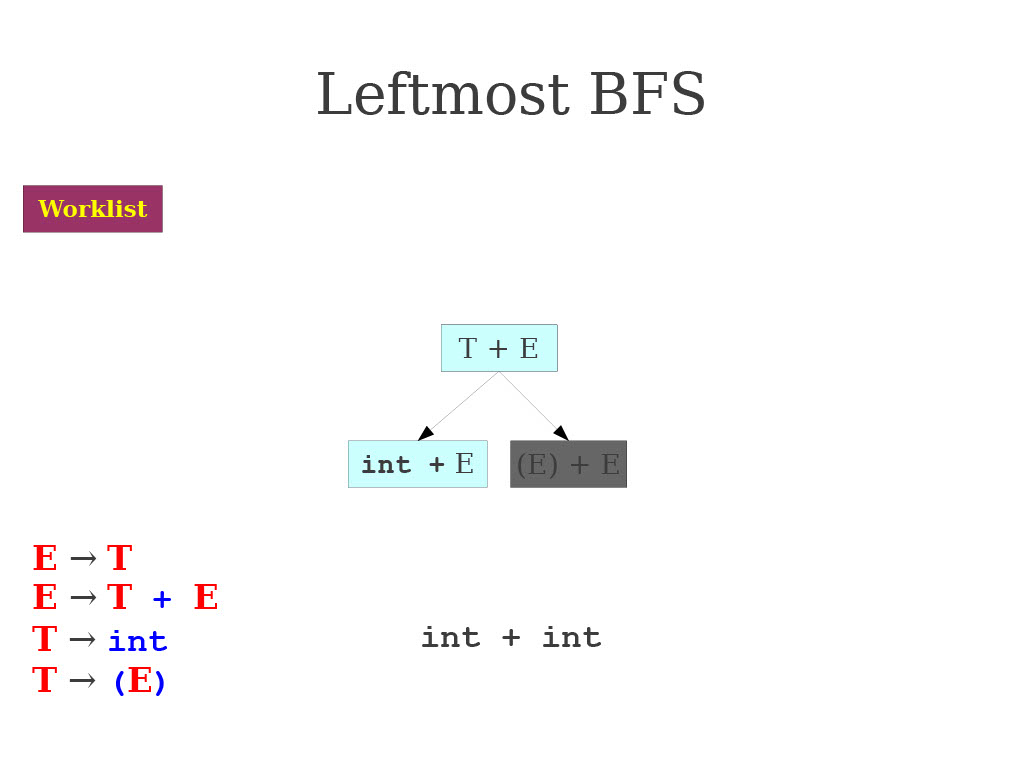 Leftmost BFS
Worklist
T + E
int + E
(E) + E
E → T
E → T + E
T → int
T → (E)
int + int